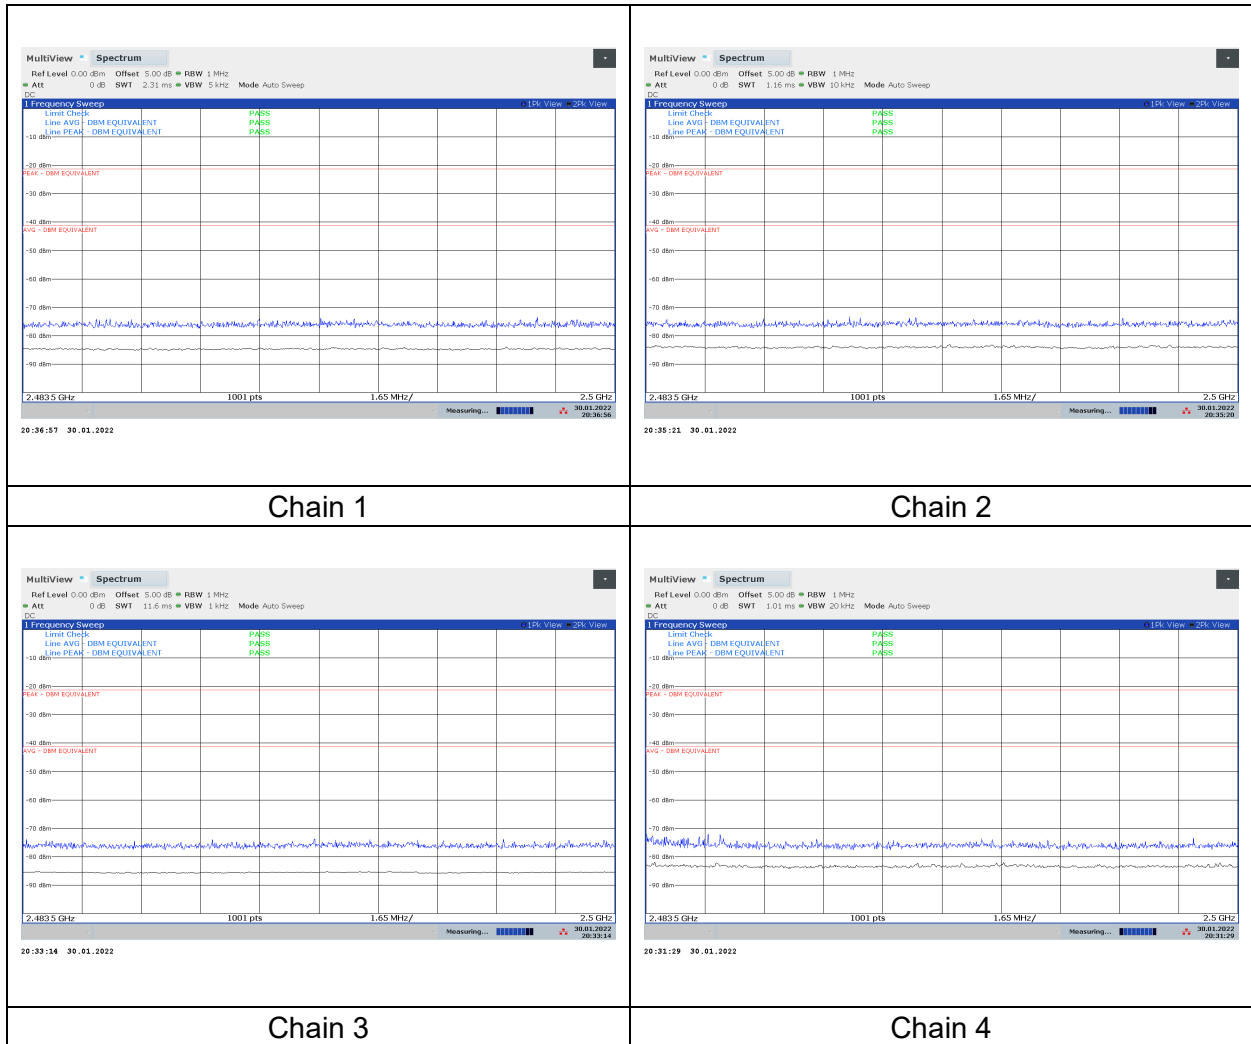 MultiView Spectrum
Ref Level 0.00 dBm Offset 5.00 dB RBW 1 MHz
Att 0 dB SWT 2.31 ms VBW 5 kHz Mode Auto Sweep
DC
1 Frequency Sweep 1Pk View 2Pk View
Limit Check PASS
Line AVG - DBM EQUIVALENT PASS
Line PEAK - DBM EQUIVALENT PASS
-10 dBm
-20 dBm
PEAK - DBM EQUIVALENT
-30 dBm
-40 dBm
AVG - DBM EQUIVALENT
-50 dBm
-60 dBm
-70 dBm
-80 dBm
-90 dBm
2.4835 GHz 1001 pts 1.65 MHz/ 2.5 GHz
Measuring... 30.01.2022
20:36:56
20:36:57 30.01.2022
Chain 1
MultiView Spectrum
Ref Level 0.00 dBm Offset 5.00 dB RBW 1 MHz
Att 0 dB SWT 1.16 ms VBW 10 kHz Mode Auto Sweep
DC
1 Frequency Sweep 1Pk View 2Pk View
Limit Check PASS
Line AVG - DBM EQUIVALENT PASS
Line PEAK - DBM EQUIVALENT PASS
-10 dBm
-20 dBm
PEAK - DBM EQUIVALENT
-30 dBm
-40 dBm
AVG - DBM EQUIVALENT
-50 dBm
-60 dBm
-70 dBm
-80 dBm
-90 dBm
2.4835 GHz 1001 pts 1.65 MHz/ 2.5 GHz
Measuring... 30.01.2022
20:35:20
20:35:21 30.01.2022
Chain 2
MultiView Spectrum
Ref Level 0.00 dBm Offset 5.00 dB RBW 1 MHz
Att 0 dB SWT 11.6 ms VBW 1 kHz Mode Auto Sweep
DC
1 Frequency Sweep 1Pk View 2Pk View
Limit Check PASS
Line AVG - DBM EQUIVALENT PASS
Line PEAK - DBM EQUIVALENT PASS
-10 dBm
-20 dBm
PEAK - DBM EQUIVALENT
-30 dBm
-40 dBm
AVG - DBM EQUIVALENT
-50 dBm
-60 dBm
-70 dBm
-80 dBm
-90 dBm
2.4835 GHz 1001 pts 1.65 MHz/ 2.5 GHz
Measuring... 30.01.2022
20:33:14
20:33:14 30.01.2022
Chain 3
MultiView Spectrum
Ref Level 0.00 dBm Offset 5.00 dB RBW 1 MHz
Att 0 dB SWT 1.01 ms VBW 20 kHz Mode Auto Sweep
DC
1 Frequency Sweep 1Pk View 2Pk View
Limit Check PASS
Line AVG - DBM EQUIVALENT PASS
Line PEAK - DBM EQUIVALENT PASS
-10 dBm
-20 dBm
PEAK - DBM EQUIVALENT
-30 dBm
-40 dBm
AVG - DBM EQUIVALENT
-50 dBm
-60 dBm
-70 dBm
-80 dBm
-90 dBm
2.4835 GHz 1001 pts 1.65 MHz/ 2.5 GHz
Measuring... 30.01.2022
20:31:29
20:31:29 30.01.2022
Chain 4